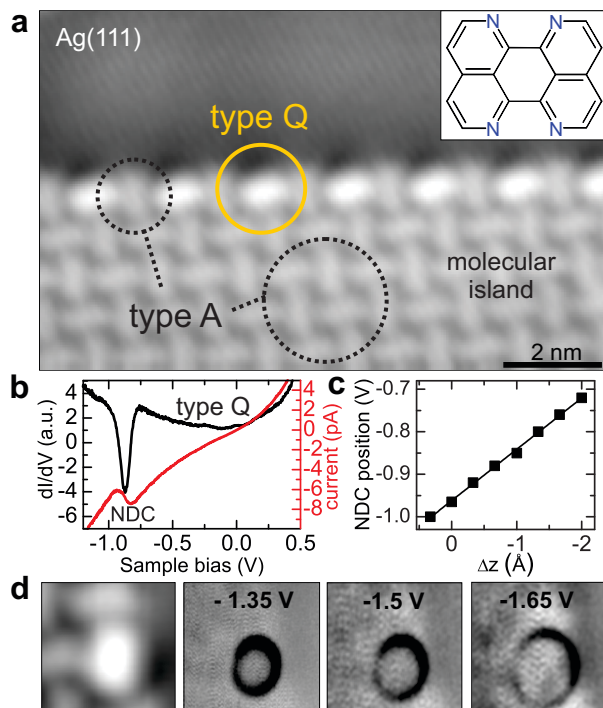 a
Ag(111)
N N
N N
type Q
type A
molecular
island
2 nm
b
4
2
0
-2
-4
-6
dI/dV (a.u.)
type Q
NDC
4
2
0
-2
-4
-6
-8
current (pA)
-1.0 -0.5 0.0 0.5
Sample bias (V)
c
-0.7
-0.8
-0.9
-1.0
NDC position (V)
0 -1 -2
Δz (Å)
d
- 1.35 V
- 1.5 V
- 1.65 V